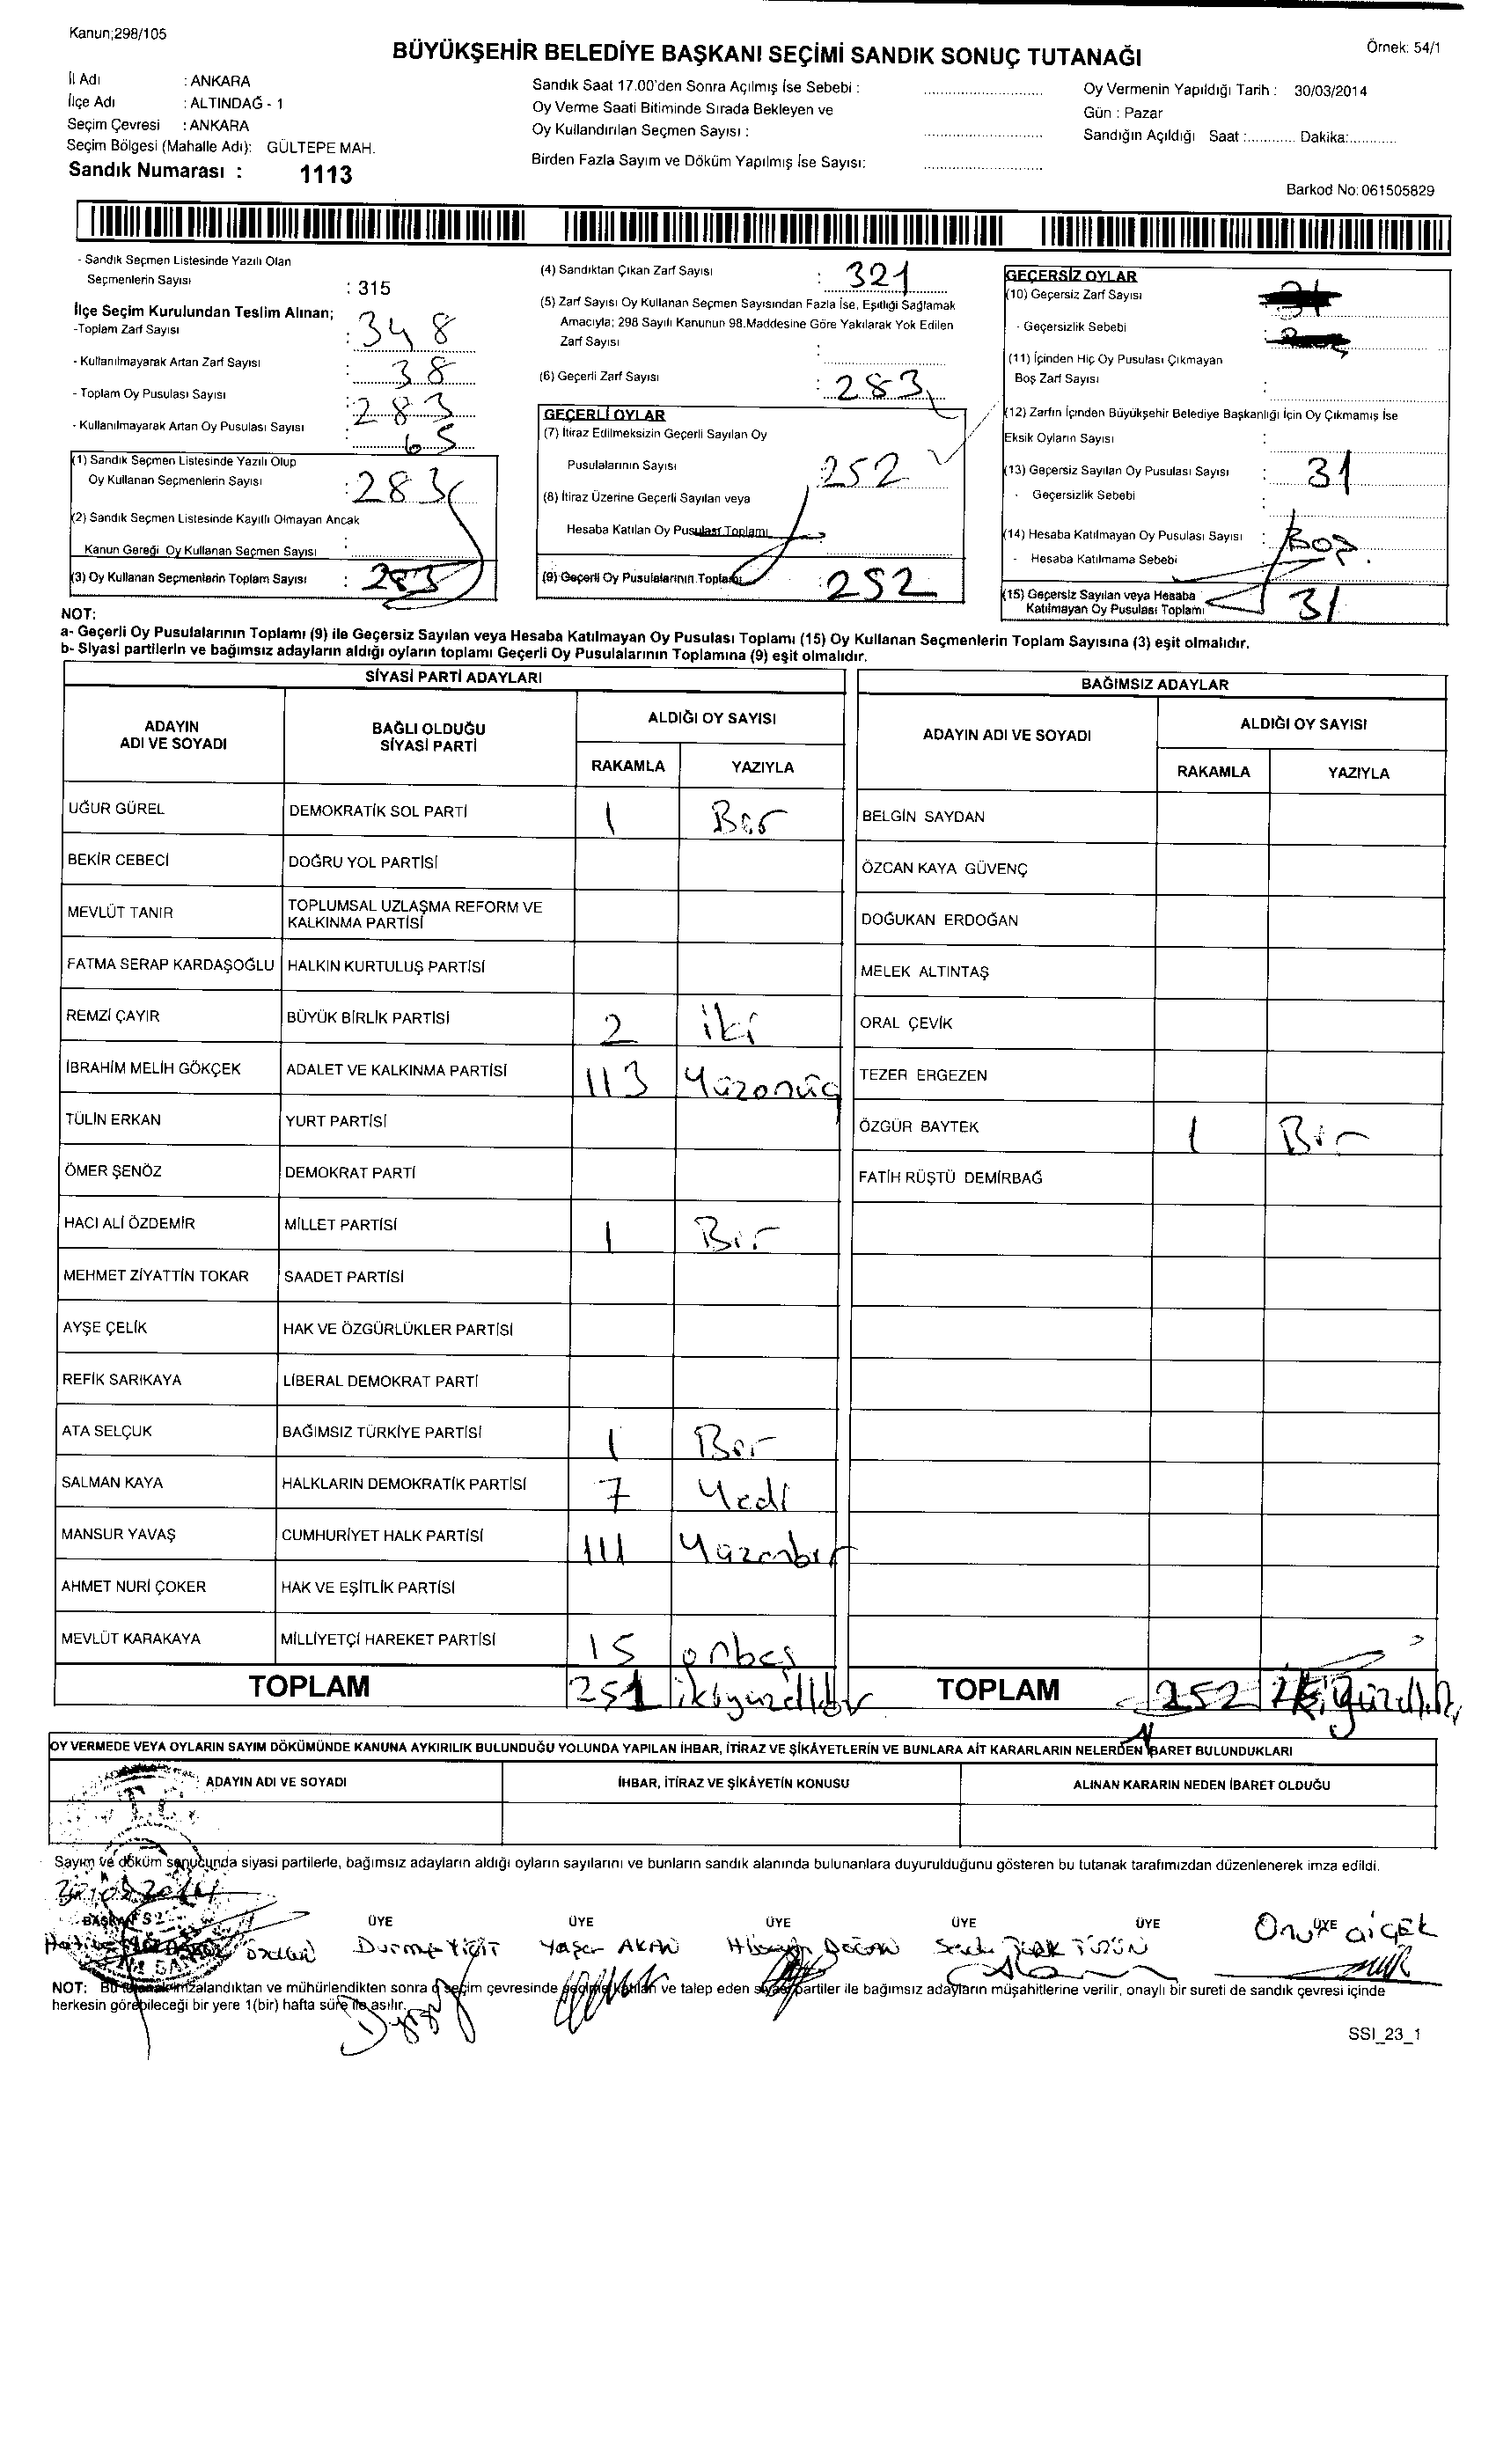 Kanun;298/105
Örnek: 54/1
BÜYÜKŞEHİR BELEDİYE BAŞKANI SEÇİMİ SANDIK SONUÇ TUTANAĞI
İl Adı : ANKARA
İlçe Adı : ALTINDAĞ - 1
Seçim Çevresi : ANKARA
Seçim Bölgesi (Mahalle Adı): GÜLTEPE MAH.
Sandık Numarası : 1113
Sandık Saat 17.00'den Sonra Açılmış İse Sebebi :
Oy Verme Saati Bitiminde Sırada Bekleyen ve
Oy Kullandırılan Seçmen Sayısı :
Birden Fazla Sayım ve Döküm Yapılmış İse Sayısı:
Oy Vermenin Yapıldığı Tarih : 30/03/2014
Gün : Pazar
Sandığın Açıldığı Saat :............ Dakika:............
Barkod No: 061505829
- Sandık Seçmen Listesinde Yazılı Olan
Seçmenlerin Sayısı : 315
İlçe Seçim Kurulundan Teslim Alınan;
-Toplam Zarf Sayısı : 348
- Kullanılmayarak Artan Zarf Sayısı : 38
- Toplam Oy Pusulası Sayısı : 283
- Kullanılmayarak Artan Oy Pusulası Sayısı : 65
(1) Sandık Seçmen Listesinde Yazılı Olup
Oy Kullanan Seçmenlerin Sayısı : 283
(2) Sandık Seçmen Listesinde Kayıtlı Olmayan Ancak
Kanun Gereği Oy Kullanan Seçmen Sayısı :
(3) Oy Kullanan Seçmenlerin Toplam Sayısı : 283
(4) Sandıktan Çıkan Zarf Sayısı : 321
(5) Zarf Sayısı Oy Kullanan Seçmen Sayısından Fazla İse, Eşitliği Sağlamak
Amacıyla; 298 Sayılı Kanunun 98.Maddesine Göre Yakılarak Yok Edilen
Zarf Sayısı :
(6) Geçerli Zarf Sayısı : 283
GEÇERLİ OYLAR
(7) İtiraz Edilmeksizin Geçerli Sayılan Oy
Pusulalarının Sayısı : 252
(8) İtiraz Üzerine Geçerli Sayılan veya
Hesaba Katılan Oy Pusulası Toplamı
(9) Geçerli Oy Pusulalarının Toplamı : 252
GEÇERSİZ OYLAR
(10) Geçersiz Zarf Sayısı
- Geçersizlik Sebebi
(11) İçinden Hiç Oy Pusulası Çıkmayan
Boş Zarf Sayısı :
(12) Zarfın İçinden Büyükşehir Belediye Başkanlığı İçin Oy Çıkmamış İse
Eksik Oyların Sayısı :
(13) Geçersiz Sayılan Oy Pusulası Sayısı : 31
- Geçersizlik Sebebi :
(14) Hesaba Katılmayan Oy Pusulası Sayısı : Boş
- Hesaba Katılmama Sebebi
(15) Geçersiz Sayılan veya Hesaba
Katılmayan Oy Pusulası Toplamı 31
NOT:
a- Geçerli Oy Pusulalarının Toplamı (9) ile Geçersiz Sayılan veya Hesaba Katılmayan Oy Pusulası Toplamı (15) Oy Kullanan Seçmenlerin Toplam Sayısına (3) eşit olmalıdır.
b- Siyasi partilerin ve bağımsız adayların aldığı oyların toplamı Geçerli Oy Pusulalarının Toplamına (9) eşit olmalıdır.
SİYASİ PARTİ ADAYLARI
ADAYIN
ADI VE SOYADI
BAĞLI OLDUĞU
SİYASİ PARTİ
ALDIĞI OY SAYISI
RAKAMLA YAZIYLA
UĞUR GÜREL DEMOKRATİK SOL PARTİ 1 Bir
BEKİR CEBECİ DOĞRU YOL PARTİSİ
MEVLÜT TANIR TOPLUMSAL UZLAŞMA REFORM VE
KALKINMA PARTİSİ
FATMA SERAP KARDAŞOĞLU HALKIN KURTULUŞ PARTİSİ
REMZİ ÇAYIR BÜYÜK BİRLİK PARTİSİ 2 iki
İBRAHİM MELİH GÖKÇEK ADALET VE KALKINMA PARTİSİ 113 Yüzonüç
TÜLİN ERKAN YURT PARTİSİ
ÖMER ŞENÖZ DEMOKRAT PARTİ
HACI ALİ ÖZDEMİR MİLLET PARTİSİ 1 Bir
MEHMET ZİYATTİN TOKAR SAADET PARTİSİ
AYŞE ÇELİK HAK VE ÖZGÜRLÜKLER PARTİSİ
REFİK SARIKAYA LİBERAL DEMOKRAT PARTİ
ATA SELÇUK BAĞIMSIZ TÜRKİYE PARTİSİ 1 Bir
SALMAN KAYA HALKLARIN DEMOKRATİK PARTİSİ 7 Yedi
MANSUR YAVAŞ CUMHURİYET HALK PARTİSİ 111 Yüzonbir
AHMET NURİ ÇOKER HAK VE EŞİTLİK PARTİSİ
MEVLÜT KARAKAYA MİLLİYETÇİ HAREKET PARTİSİ 15 onbeş
TOPLAM 251 ikiyüzellibir
BAĞIMSIZ ADAYLAR
ADAYIN ADI VE SOYADI
ALDIĞI OY SAYISI
RAKAMLA YAZIYLA
BELGİN SAYDAN
ÖZCAN KAYA GÜVENÇ
DOĞUKAN ERDOĞAN
MELEK ALTINTAŞ
ORAL ÇEVİK
TEZER ERGEZEN
ÖZGÜR BAYTEK 1 Bir
FATİH RÜŞTÜ DEMİRBAĞ
TOPLAM 252
OY VERMEDE VEYA OYLARIN SAYIM DÖKÜMÜNDE KANUNA AYKIRILIK BULUNDUĞU YOLUNDA YAPILAN İHBAR, İTİRAZ VE ŞİKÂYETLERİN VE BUNLARA AİT KARARLARIN NELERDEN İBARET BULUNDUKLARI
ADAYIN ADI VE SOYADI İHBAR, İTİRAZ VE ŞİKÂYETİN KONUSU ALINAN KARARIN NEDEN İBARET OLDUĞU
Sayım ve döküm sonucunda siyasi partilerle, bağımsız adayların aldığı oyların sayılarını ve bunların sandık alanında bulunanlara duyurulduğunu gösteren bu tutanak tarafımızdan düzenlenerek imza edildi.
BAŞKAN ÜYE ÜYE ÜYE ÜYE ÜYE ÜYE
Durmuş Yiğit Yaşar AKAN Hüseyin DOĞAN Onur ÇİÇEK
NOT: Bu tutanak imzalandıktan ve mühürlendikten sonra o seçim çevresinde seçime katılan ve talep eden siyasi partiler ile bağımsız adayların müşahitlerine verilir, onaylı bir sureti de sandık çevresi içinde
herkesin görebileceği bir yere 1(bir) hafta süre ile asılır.
SSI_23_1